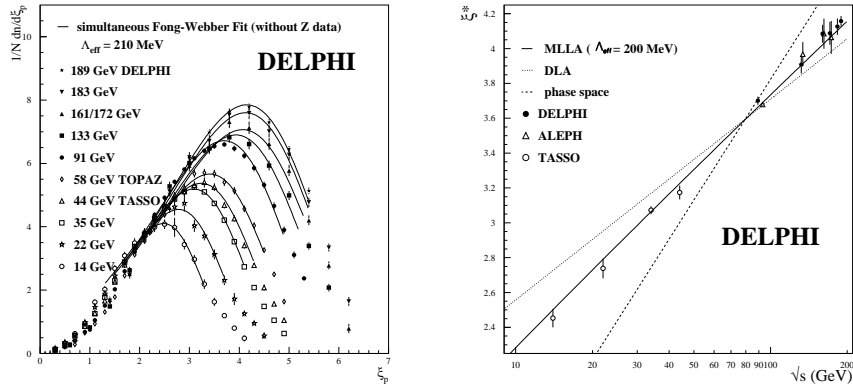 1/N dn/dξp
— simultaneous Fong-Webber Fit (without Z data)
Λeff = 210 MeV
DELPHI
189 GeV DELPHI
183 GeV
161/172 GeV
133 GeV
91 GeV
58 GeV TOPAZ
44 GeV TASSO
35 GeV
22 GeV
14 GeV
10
8
6
4
2
0
0 1 2 3 4 5 6 7
ξp
ξ*
MLLA ( Λeff = 200 MeV)
DLA
phase space
DELPHI
ALEPH
TASSO
DELPHI
4.2
4
3.8
3.6
3.4
3.2
3
2.8
2.6
2.4
10 20 30 40 50 60 70 80 90 100 200
√s (GeV)